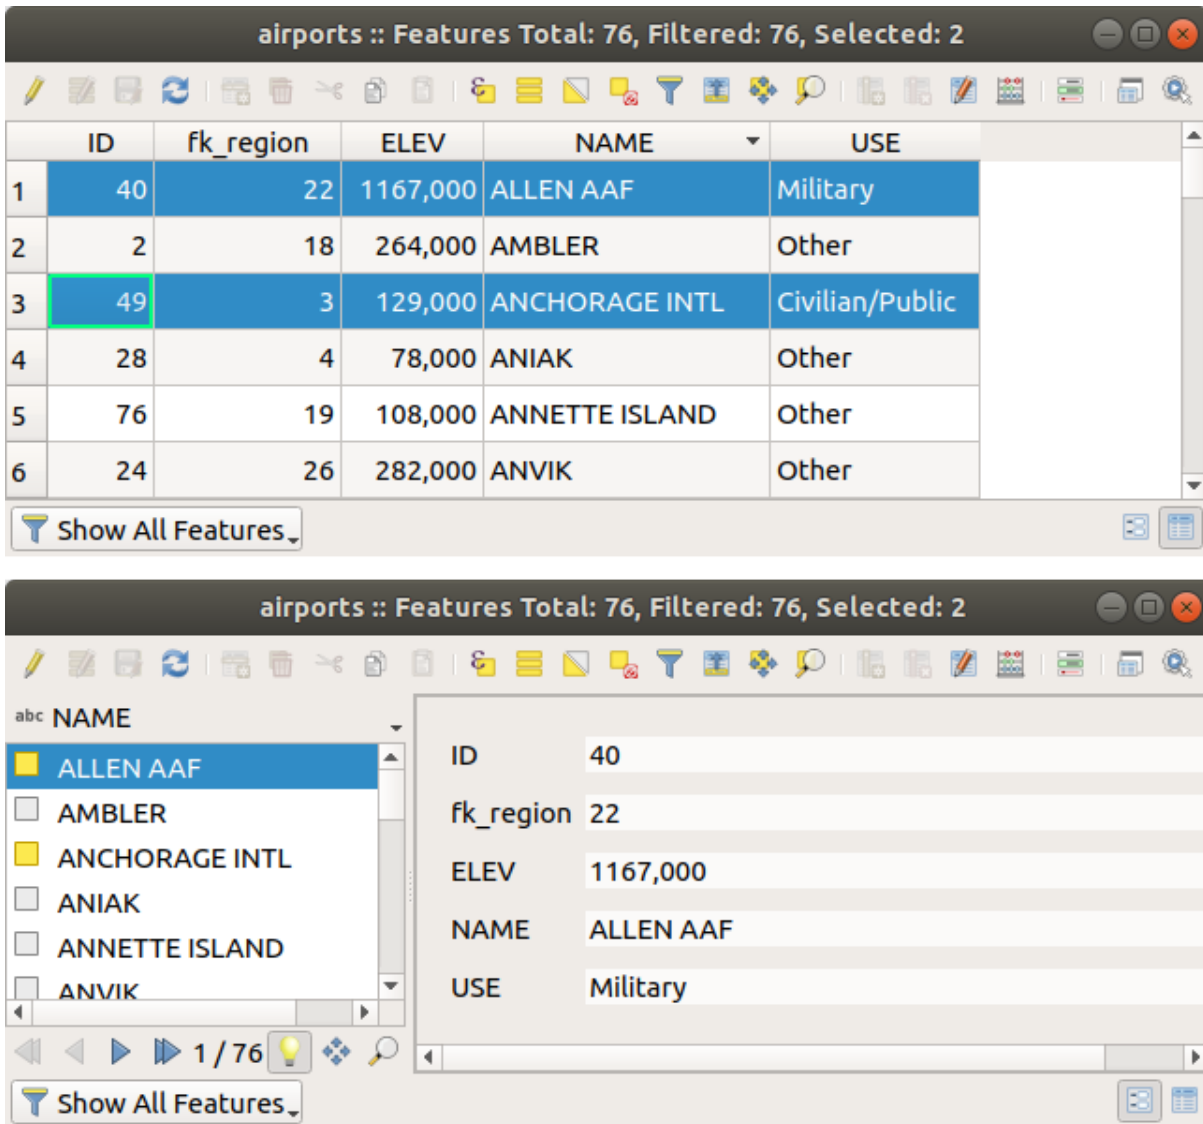 airports :: Features Total: 76, Filtered: 76, Selected: 2
ID fk_region ELEV NAME USE
1 40 22 1167,000 ALLEN AAF Military
2 2 18 264,000 AMBLER Other
3 49 3 129,000 ANCHORAGE INTL Civilian/Public
4 28 4 78,000 ANIAK Other
5 76 19 108,000 ANNETTE ISLAND Other
6 24 26 282,000 ANVIK Other
Show All Features
airports :: Features Total: 76, Filtered: 76, Selected: 2
abc NAME
ALLEN AAF
AMBLER
ANCHORAGE INTL
ANIAK
ANNETTE ISLAND
ANVIK
1 / 76
ID 40
fk_region 22
ELEV 1167,000
NAME ALLEN AAF
USE Military
Show All Features